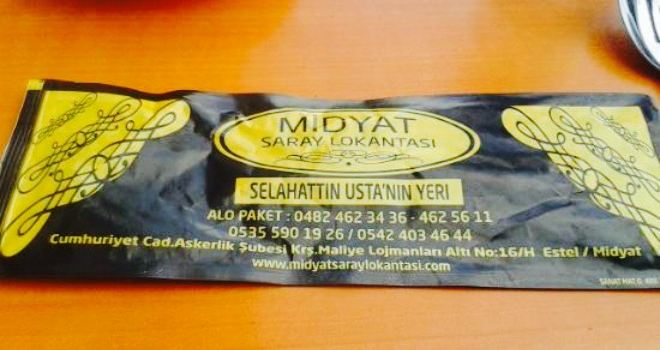 MİDYAT
SARAY LOKANTASI
SELAHATTİN USTA'NIN YERİ
ALO PAKET : 0482 462 34 36 - 462 56 11
0535 590 19 26 / 0542 403 46 44
Cumhuriyet Cad.Askerlik Şubesi Krş.Maliye Lojmanları Altı No:16/H Estel / Midyat
www.midyatsaraylokantasi.com